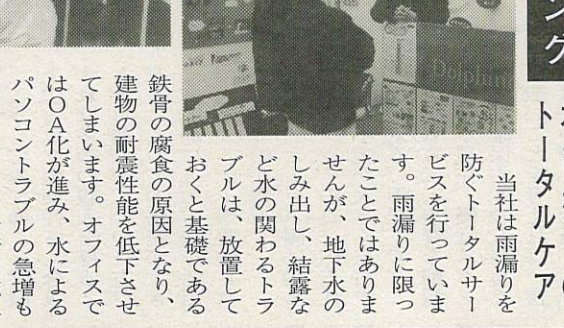 ング
トータルケア
当社は雨漏りを
防ぐトータルサー
ビスを行っていま
す。雨漏りに限っ
たことではありま
せんが、地下水の
しみ出し、結露な
ど水の関わるトラ
ブルは、放置して
おくと基礎である
鉄骨の腐食の原因となり、
建物の耐震性能を低下させ
てしまいます。オフィスで
はOA化が進み、水による
パソコントラブルの急増も
Dolphin